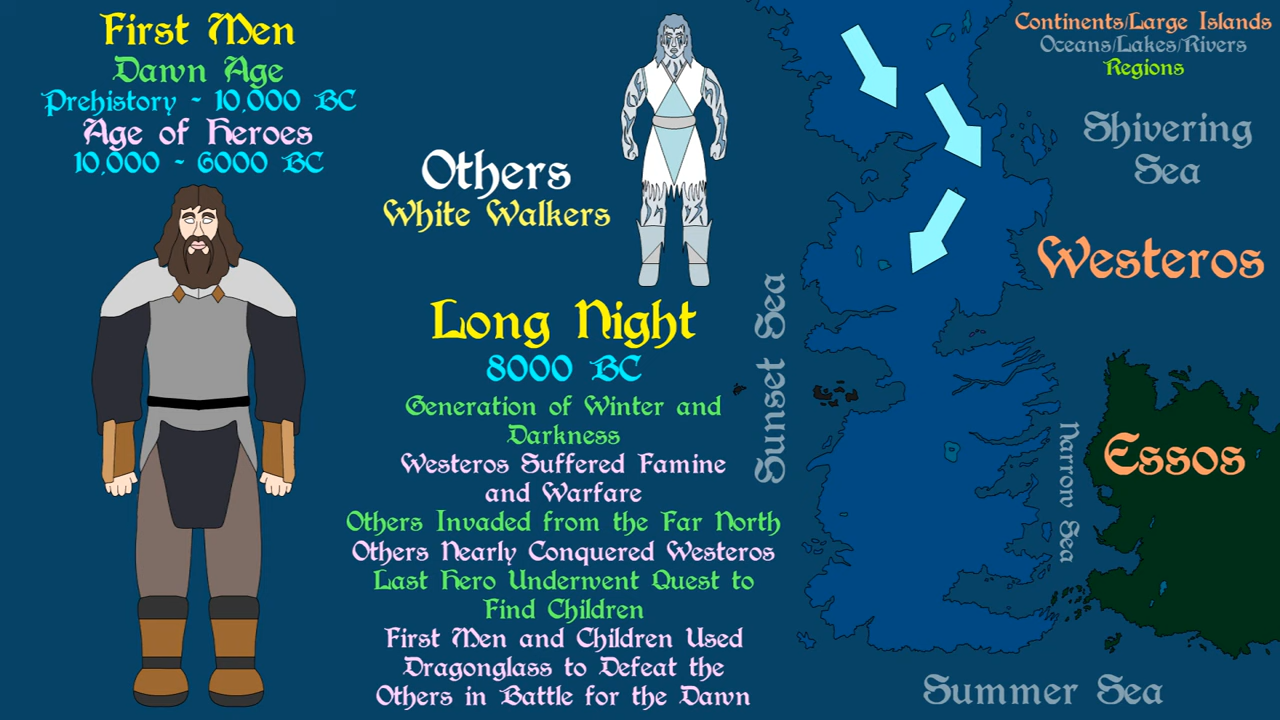 First Men
Dawn Age
Prehistory - 10,000 BC
Age of Heroes
10,000 - 6000 BC
Others
White Walkers
Long Night
8000 BC
Generation of Winter and
Darkness
Westeros Suffered Famine
and Warfare
Others Invaded from the Far North
Others Nearly Conquered Westeros
Last Hero Underwent Quest to
Find Children
First Men and Children Used
Dragonglass to Defeat the
Others in Battle for the Dawn
Continents/Large Islands
Oceans/Lakes/Rivers
Regions
Shivering
Sea
Westeros
Sunset Sea
Narrow Sea
Essos
Summer Sea